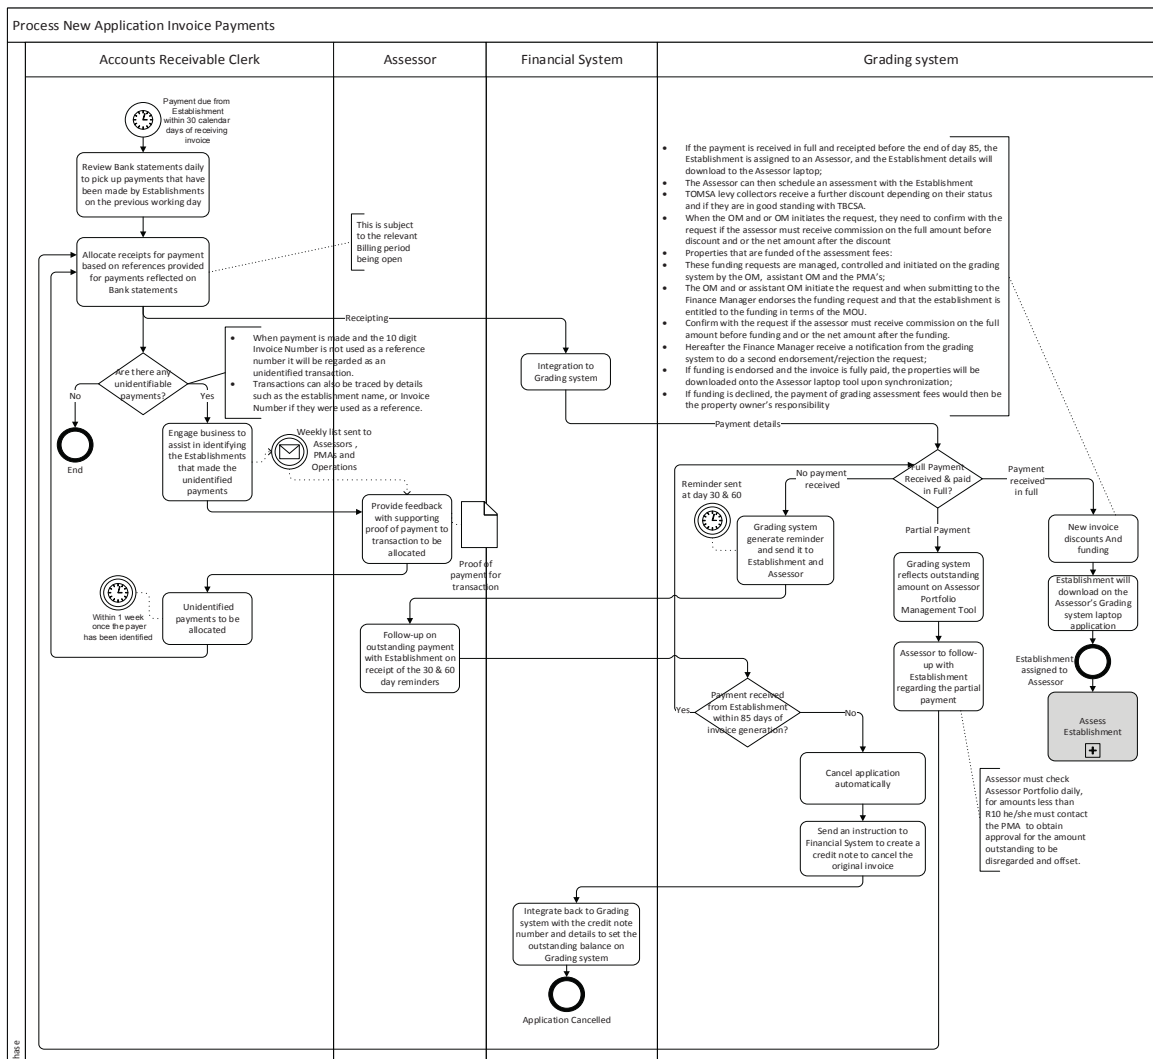 Process New Application Invoice Payments
Accounts Receivable Clerk
Assessor
Financial System
Grading system
Payment due from
Establishment
within 30 calendar
days of receiving
invoice
Review Bank statements daily
to pick up payments that have
been made by Establishments
on the previous working day
Allocate receipts for payment
based on references provided
for payments reflected on
Bank statements
This is subject
to the relevant
Billing period
being open
Receipting
• When payment is made and the 10 digit
Invoice Number is not used as a reference
number it will be regarded as an
unidentified transaction.
• Transactions can also be traced by details
such as the establishment name, or Invoice
Number if they were used as a reference.
Are there any
unidentifiable
payments?
No
Yes
End
Engage business to
assist in identifying
the Establishments
that made the
unidentified
payments
Weekly list sent to
Assessors ,
PMAs and
Operations
Provide feedback
with supporting
proof of payment to
transaction to be
allocated
Proof of
payment for
transaction
Within 1 week
once the payer
has been identified
Unidentified
payments to be
allocated
Follow-up on
outstanding payment
with Establishment on
receipt of the 30 & 60
day reminders
Integration to
Grading system
• If the payment is received in full and receipted before the end of day 85, the
Establishment is assigned to an Assessor, and the Establishment details will
download to the Assessor laptop;
• The Assessor can then schedule an assessment with the Establishment
• TOMSA levy collectors receive a further discount depending on their status
and if they are in good standing with TBCSA.
• When the OM and or OM initiates the request, they need to confirm with the
request if the assessor must receive commission on the full amount before
discount and or the net amount after the discount
• Properties that are funded of the assessment fees:
• These funding requests are managed, controlled and initiated on the grading
system by the OM, assistant OM and the PMA's;
• The OM and or assistant OM initiate the request and when submitting to the
Finance Manager endorses the funding request and that the establishment is
entitled to the funding in terms of the MOU.
• Confirm with the request if the assessor must receive commission on the full
amount before funding and or the net amount after the funding.
• Hereafter the Finance Manager receive a notification from the grading
system to do a second endorsement/rejection the request;
• If funding is endorsed and the invoice is fully paid, the properties will be
downloaded onto the Assessor laptop tool upon synchronization;
• If funding is declined, the payment of grading assessment fees would then be
the property owner's responsibility
Payment details
Full Payment
Received & paid
in Full?
No payment
received
Payment
received
in full
Partial Payment
Reminder sent
at day 30 & 60
Grading system
generate reminder
and send it to
Establishment and
Assessor
Grading system
reflects outstanding
amount on Assessor
Portfolio
Management Tool
New invoice
discounts And
funding
Establishment will
download on the
Assessor's Grading
system laptop
application
Establishment
assigned to
Assessor
Assess
Establishment
Assessor to follow-
up with
Establishment
regarding the partial
payment
Payment received
from Establishment
within 85 days of
invoice generation?
Yes
No
Cancel application
automatically
Send an instruction to
Financial System to create a
credit note to cancel the
original invoice
Assessor must check
Assessor Portfolio daily,
for amounts less than
R10 he/she must contact
the PMA to obtain
approval for the amount
outstanding to be
disregarded and offset.
Integrate back to Grading
system with the credit note
number and details to set the
outstanding balance on
Grading system
Application Cancelled